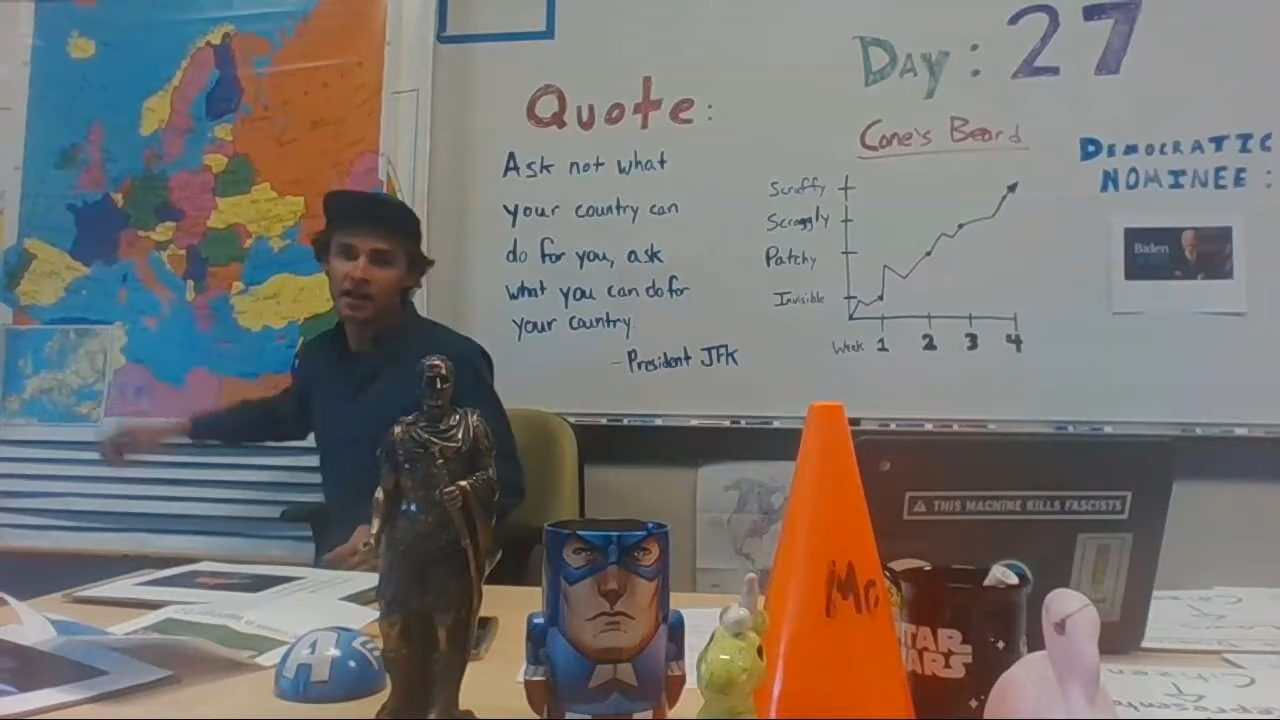 Day: 27
Quote:
Ask not what
your country can
do for you, ask
what you can do for
your country.
- President JFK
Cone's Beard
Scruffy
Scraggly
Patchy
Invisible
Week 1 2 3 4
DEMOCRATIC
NOMINEE:
Biden
THIS MACHINE KILLS FASCISTS
Mr.
STAR
WARS
A
Citizen